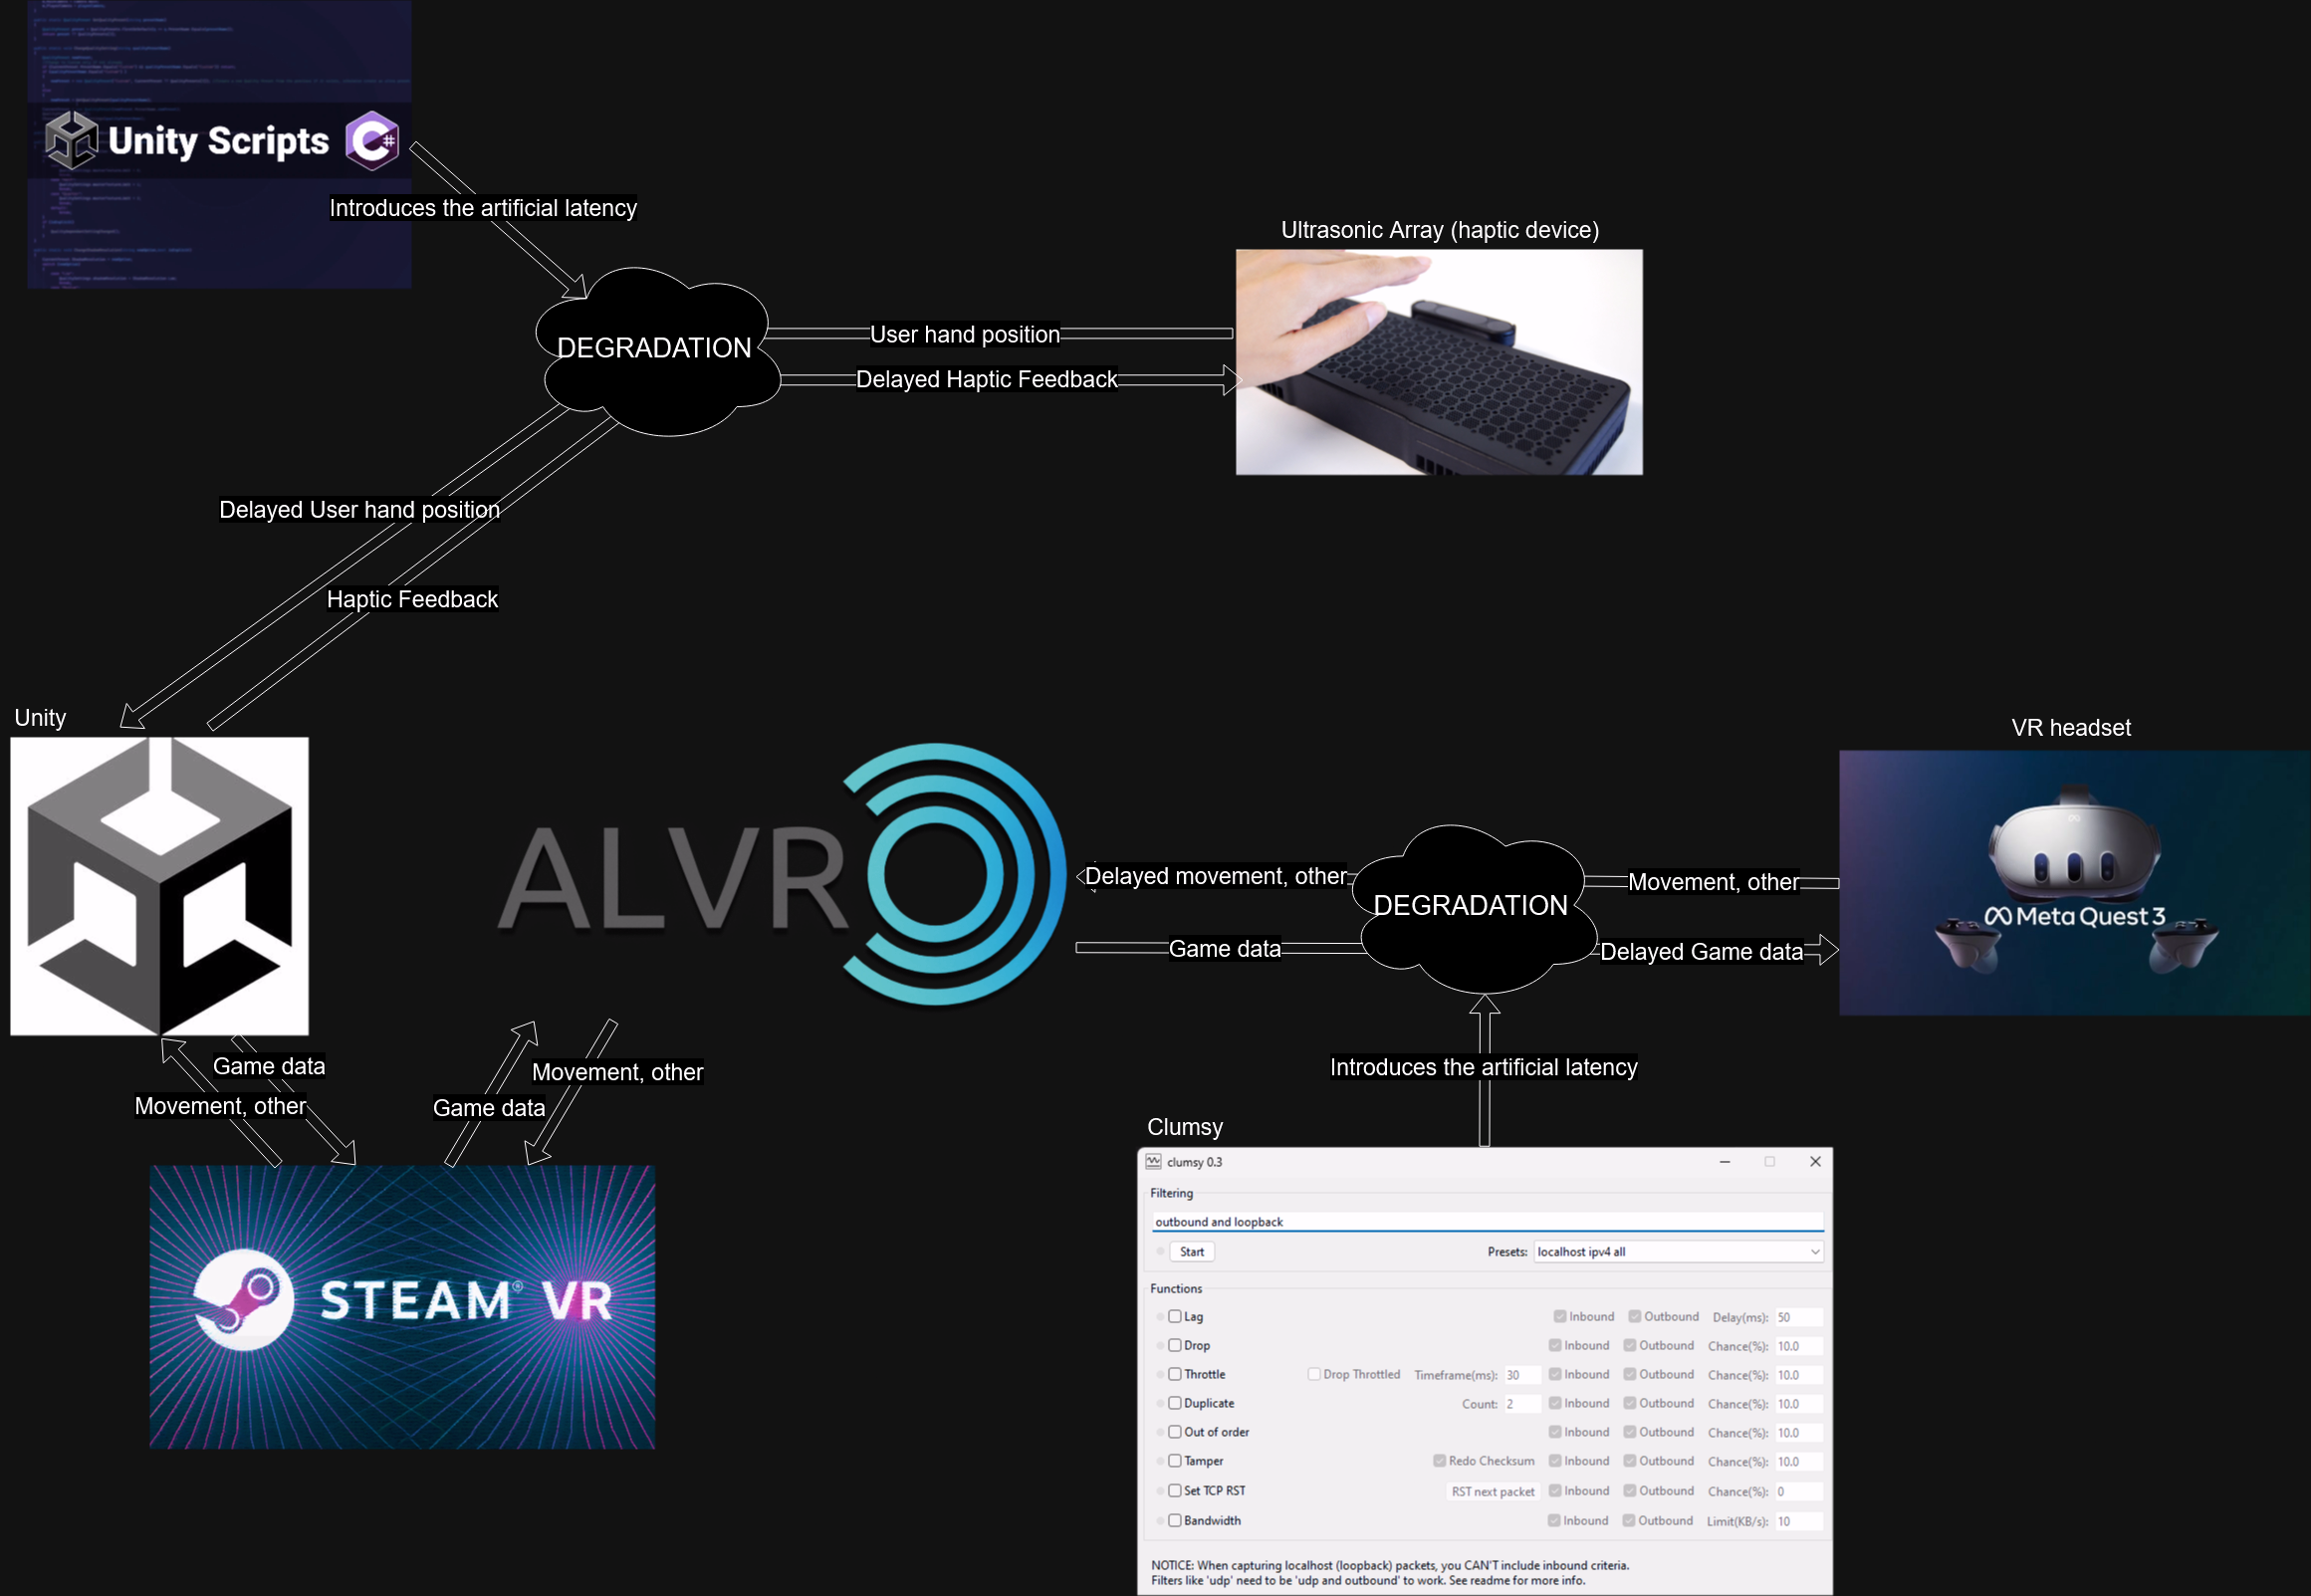 Unity Scripts C#
Introduces the artificial latency
DEGRADATION
Ultrasonic Array (haptic device)
User hand position
Delayed Haptic Feedback
Delayed User hand position
Haptic Feedback
Unity
ALVR
VR headset
Meta Quest 3
Delayed movement, other
DEGRADATION
Movement, other
Game data
Delayed Game data
Game data
Movement, other
Game data
Movement, other
STEAM® VR
Introduces the artificial latency
Clumsy
clumsy 0.3
Filtering
outbound and loopback
Start Presets: localhost ipv4 all
Functions
Lag Inbound Outbound Delay(ms): 50
Drop Inbound Outbound Chance(%): 10.0
Throttle Drop Throttled Timeframe(ms): 30 Inbound Outbound Chance(%): 10.0
Duplicate Count: 2 Inbound Outbound Chance(%): 10.0
Out of order Inbound Outbound Chance(%): 10.0
Tamper Redo Checksum Inbound Outbound Chance(%): 10.0
Set TCP RST RST next packet Inbound Outbound Chance(%): 0
Bandwidth Inbound Outbound Limit(KB/s): 10
NOTICE: When capturing localhost (loopback) packets, you CAN'T include inbound criteria.
Filters like 'udp' need to be 'udp and outbound' to work. See readme for more info.